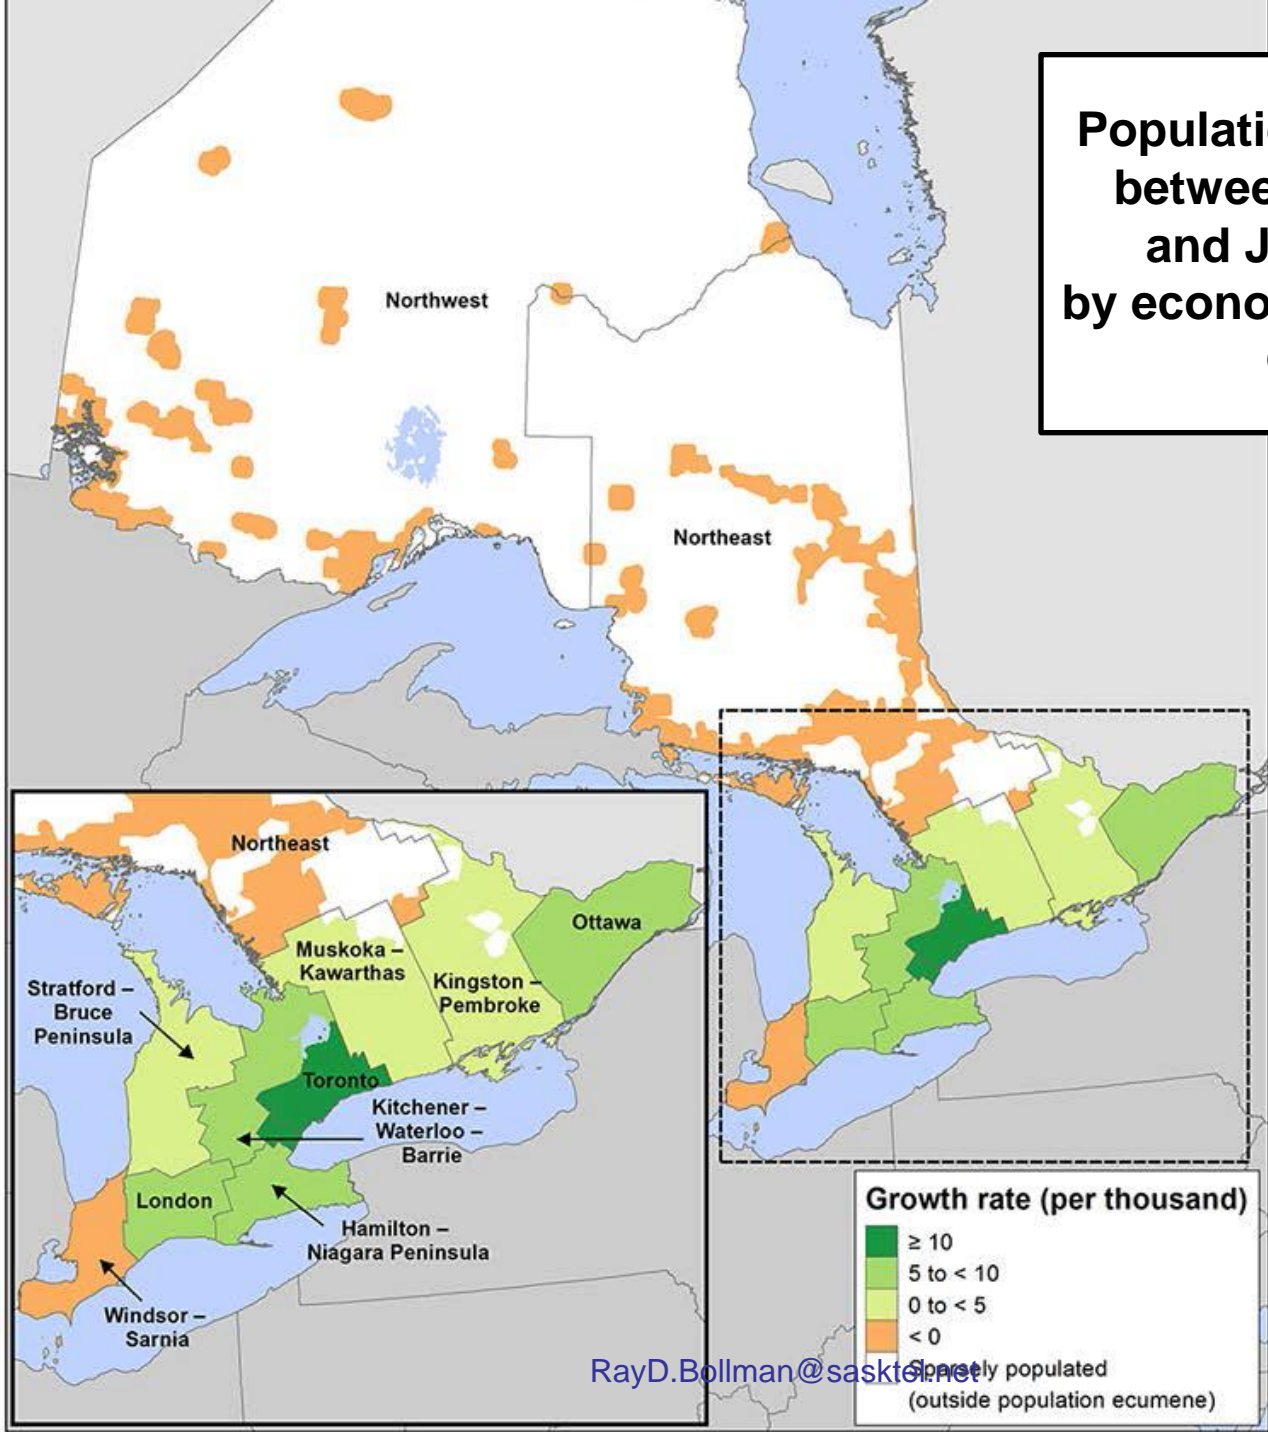 Populati
betwee
and J
by econo
Northwest
Northeast
Northeast
Ottawa
Muskoka –
Kawarthas
Kingston –
Pembroke
Stratford –
Bruce
Peninsula
Toronto
Kitchener –
Waterloo –
Barrie
London
Hamilton –
Niagara Peninsula
Windsor –
Sarnia
Growth rate (per thousand)
≥ 10
5 to < 10
0 to < 5
< 0
Sparsely populated
(outside population ecumene)
RayD.Bollman@sasktel.net